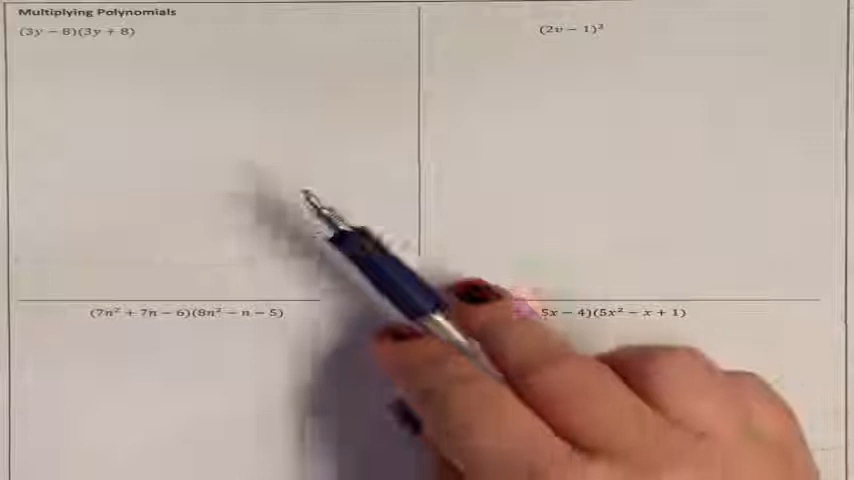 Multiplying Polynomials
(3y − 8)(3y + 8)
(2v − 1)³
(7n² + 7n − 6)(8n² − n − 5)
5x − 4)(5x² − x + 1)